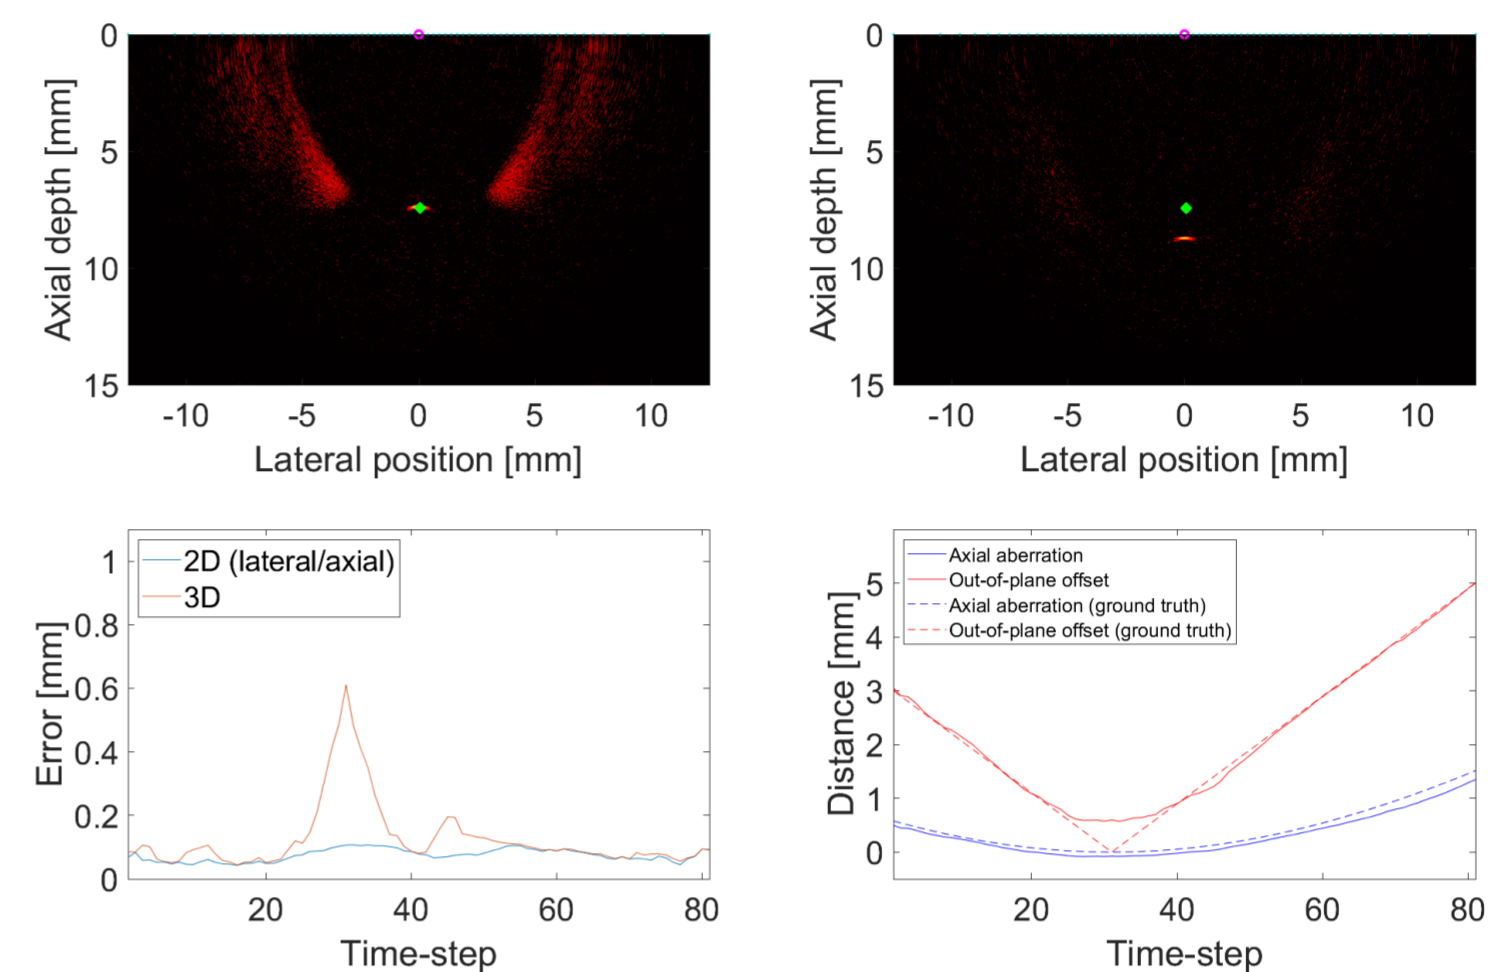 0
5
10
15
Axial depth [mm]
-10 -5 0 5 10
Lateral position [mm]
0
5
10
15
Axial depth [mm]
-10 -5 0 5 10
Lateral position [mm]
2D (lateral/axial)
3D
1
0.8
0.6
0.4
0.2
0
Error [mm]
20 40 60 80
Time-step
Axial aberration
Out-of-plane offset
Axial aberration (ground truth)
Out-of-plane offset (ground truth)
5
4
3
2
1
0
Distance [mm]
20 40 60 80
Time-step